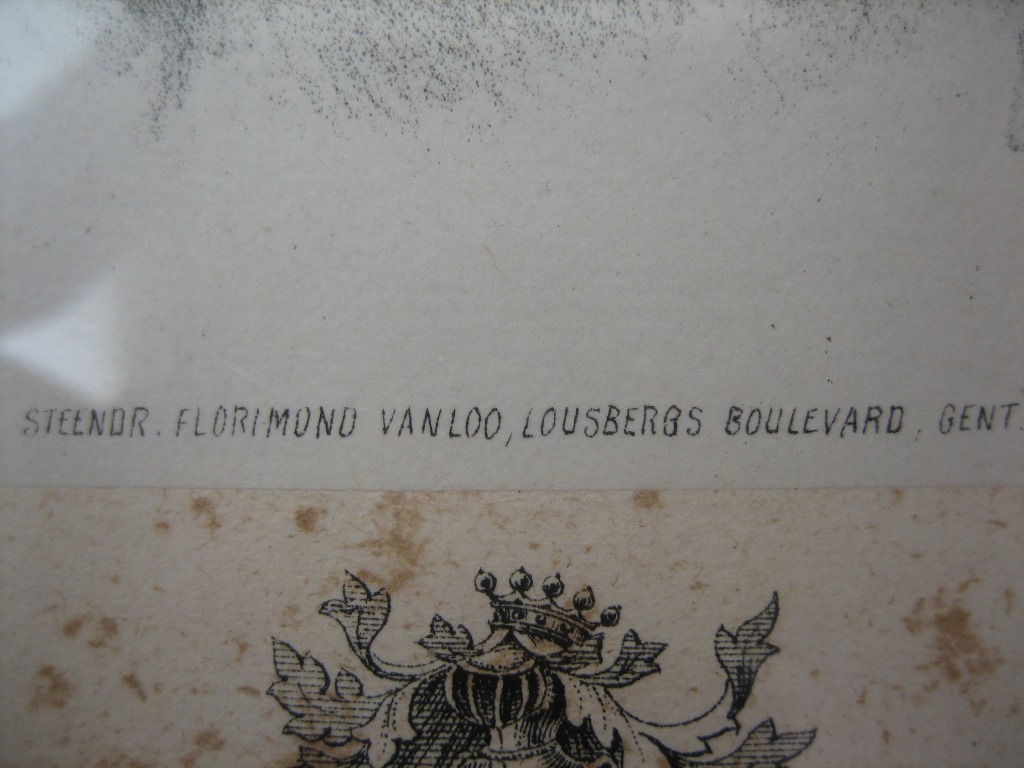 STEENDR. FLORIMOND VANLOO, LOUSBERGS BOULEVARD. GENT.